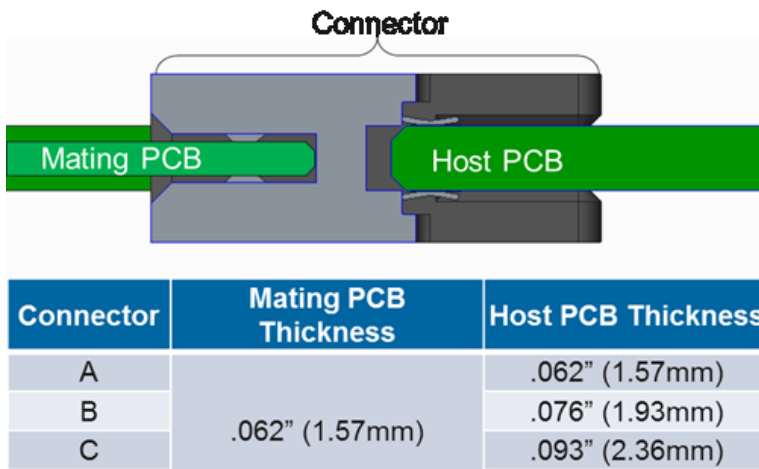 Connector
Mating PCB
Host PCB
Connector
Mating PCB
Thickness
Host PCB Thickness
A
.062” (1.57mm)
.062” (1.57mm)
B
.076” (1.93mm)
C
.093” (2.36mm)